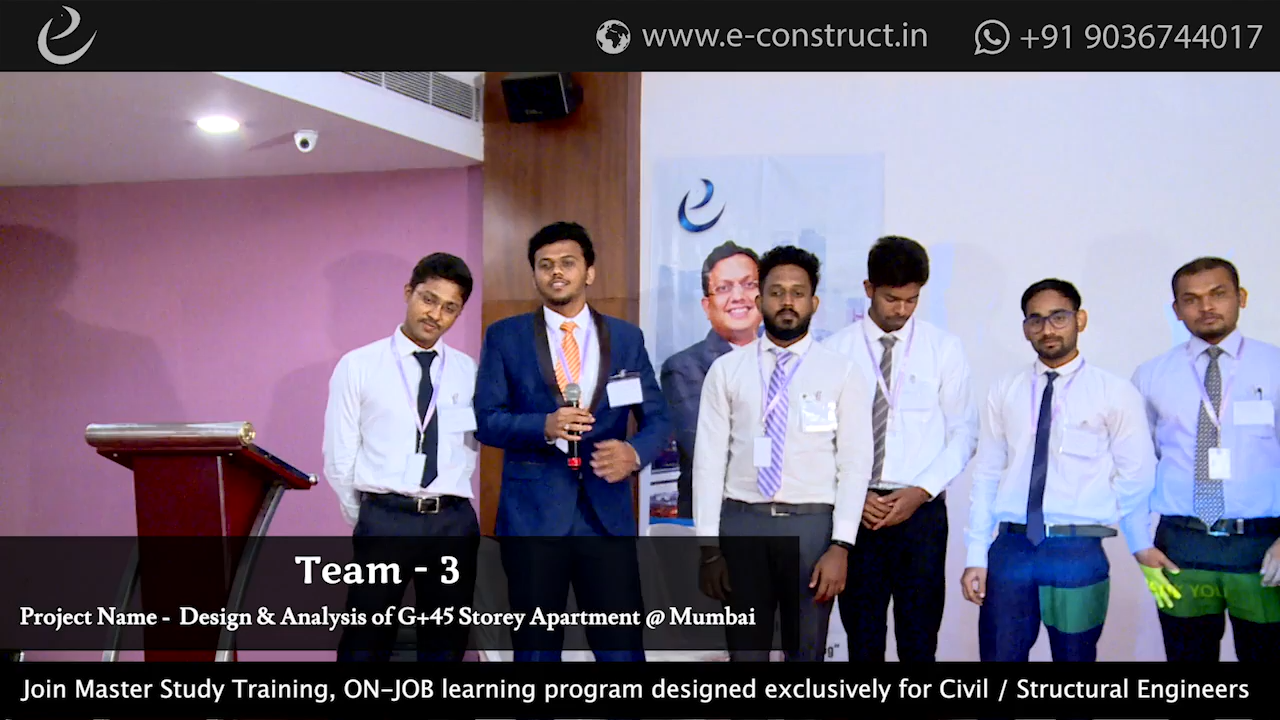 www.e-construct.in
+91 9036744017
Team - 3
Project Name - Design & Analysis of G+45 Storey Apartment @ Mumbai
YOU
Join Master Study Training, ON-JOB learning program designed exclusively for Civil / Structural Engineers